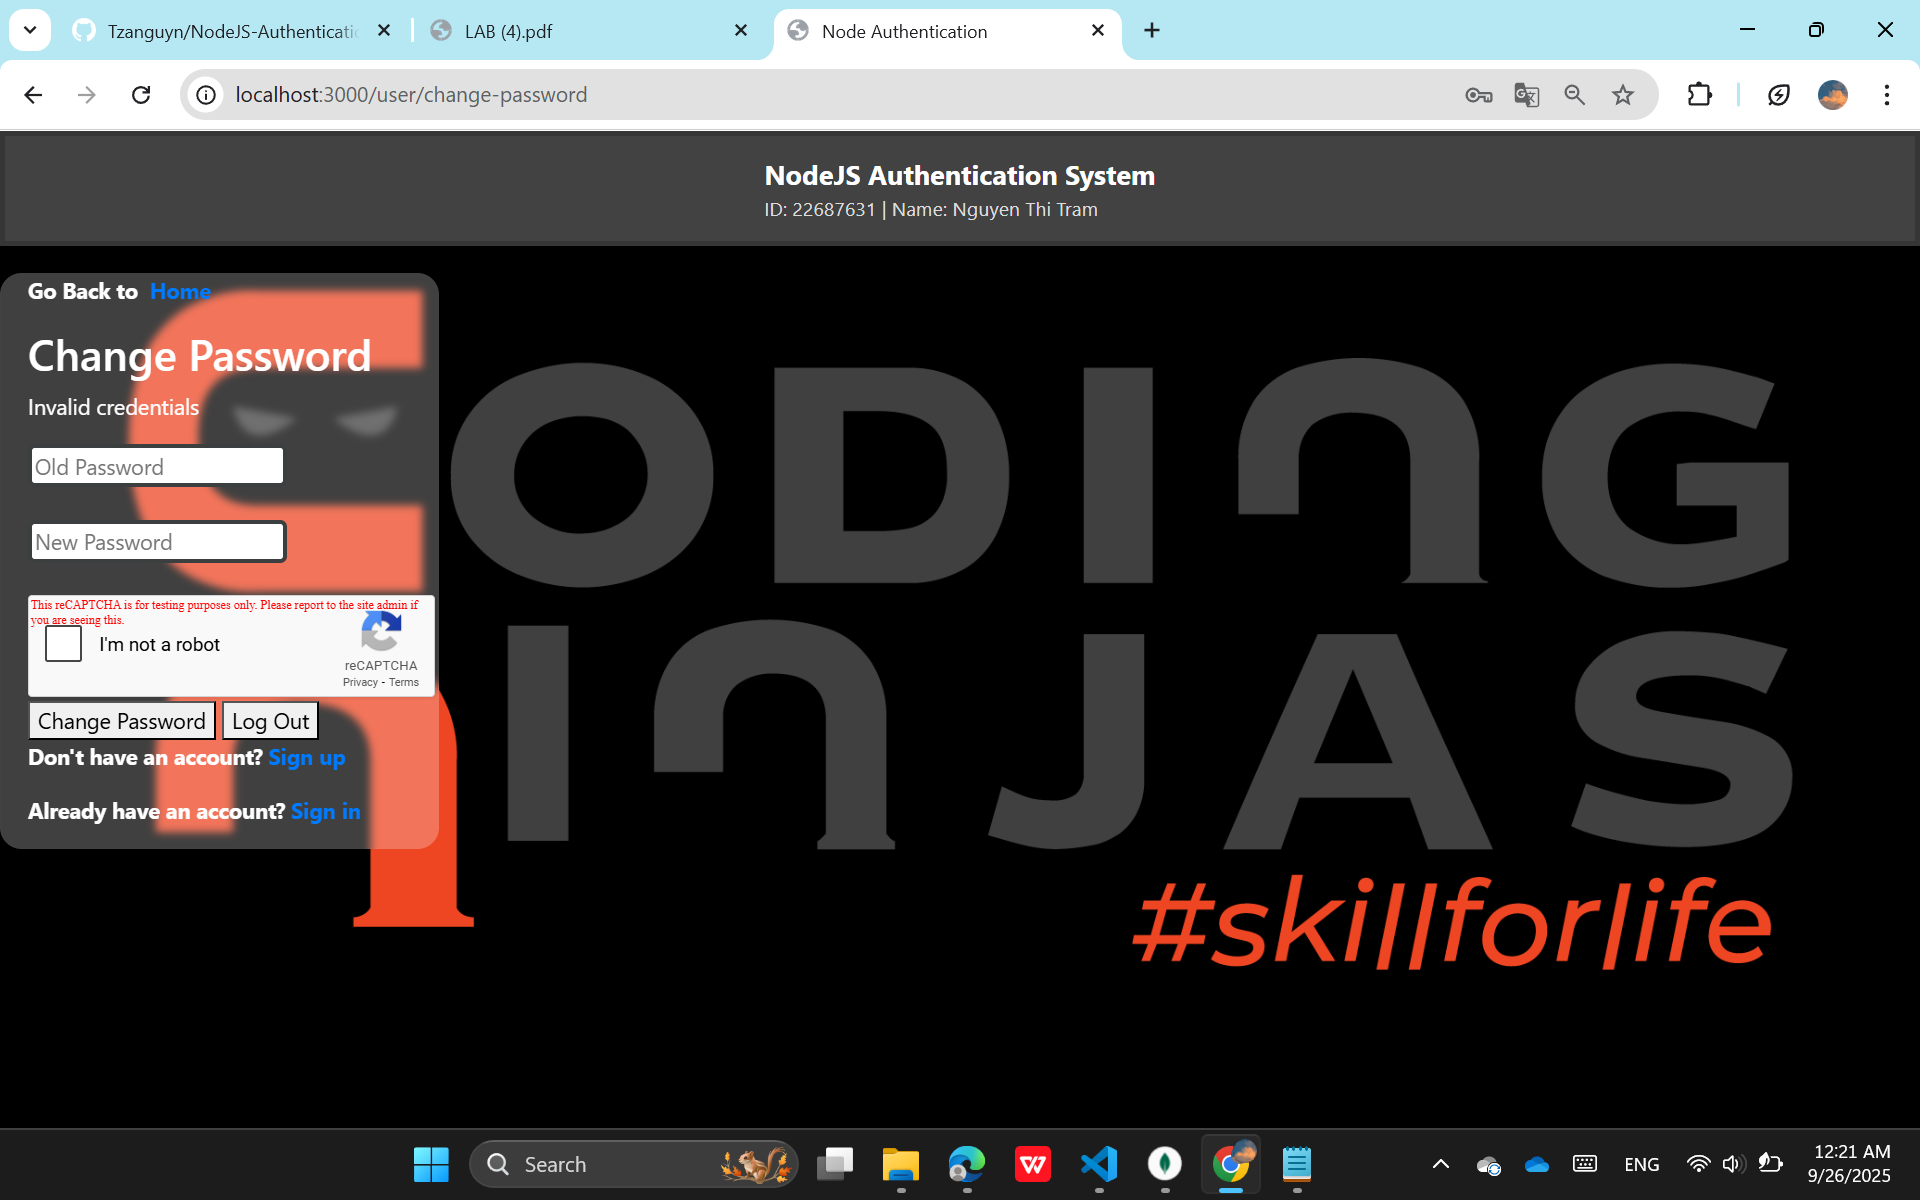 Tzanguyn/NodeJS-Authenticatio
LAB (4).pdf
Node Authentication
localhost:3000/user/change-password
NodeJS Authentication System
ID: 22687631 | Name: Nguyen Thi Tram
Go Back to Home
Change Password
Invalid credentials
Old Password
New Password
This reCAPTCHA is for testing purposes only. Please report to the site admin if
you are seeing this.
I'm not a robot
reCAPTCHA
Privacy - Terms
Change Password Log Out
Don't have an account? Sign up
Already have an account? Sign in
CODING
NINJAS
#skillforlife
Search
ENG
12:21 AM
9/26/2025